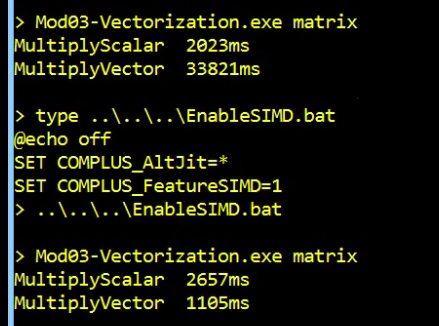 > Mod03-Vectorization.exe matrix
MultiplyScalar  2023ms
MultiplyVector  33821ms
> type ..\..\..\EnableSIMD.bat
@echo off
SET COMPLUS_AltJit=*
SET COMPLUS_FeatureSIMD=1
> ..\..\..\EnableSIMD.bat
> Mod03-Vectorization.exe matrix
MultiplyScalar  2657ms
MultiplyVector  1105ms